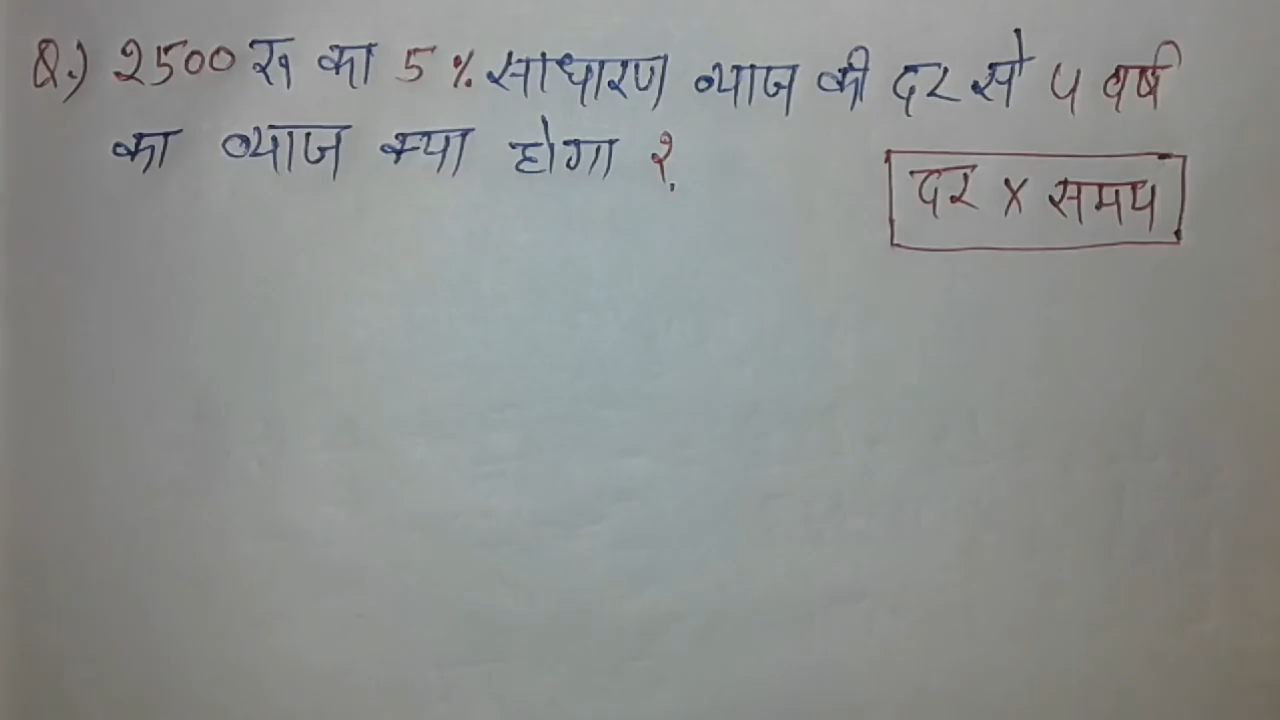 Q.) 2500 रु का 5% साधारण ब्याज की दर से 4 वर्ष
का ब्याज क्या होगा ?
दर × समय